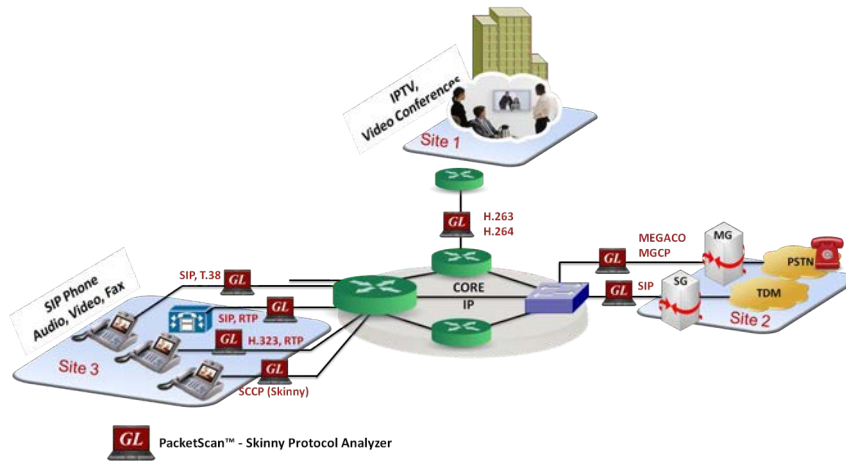 IPTV,
Video Conferences
Site 1
GL
H.263
H.264
MEGACO
MGCP
GL
MG
PSTN
SIP
GL
SG
TDM
Site 2
CORE
IP
SIP Phone
Audio, Video, Fax
SIP, T.38
GL
SIP, RTP
GL
H.323, RTP
GL
SCCP (Skinny)
GL
Site 3
GL
PacketScan™ - Skinny Protocol Analyzer